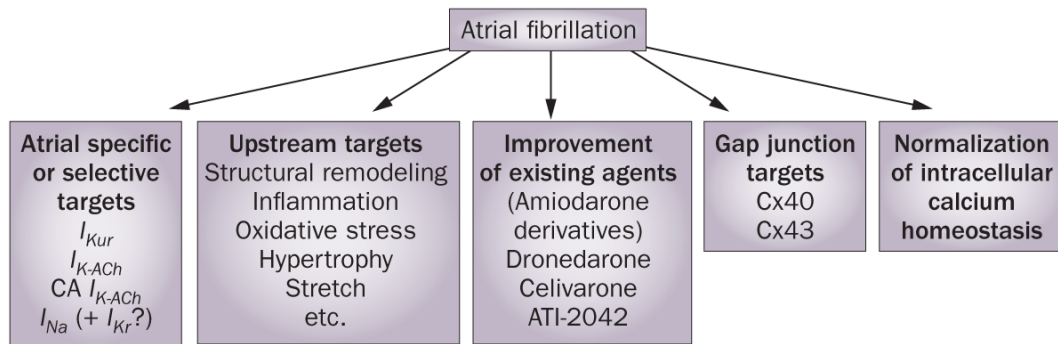 Atrial fibrillation
Atrial specific
or selective
targets
I_Kur
I_K-ACh
CA I_K-ACh
I_Na (+ I_Kr?)
Upstream targets
Structural remodeling
Inflammation
Oxidative stress
Hypertrophy
Stretch
etc.
Improvement
of existing agents
(Amiodarone
derivatives)
Dronedarone
Celivarone
ATI-2042
Gap junction
targets
Cx40
Cx43
Normalization
of intracellular
calcium
homeostasis